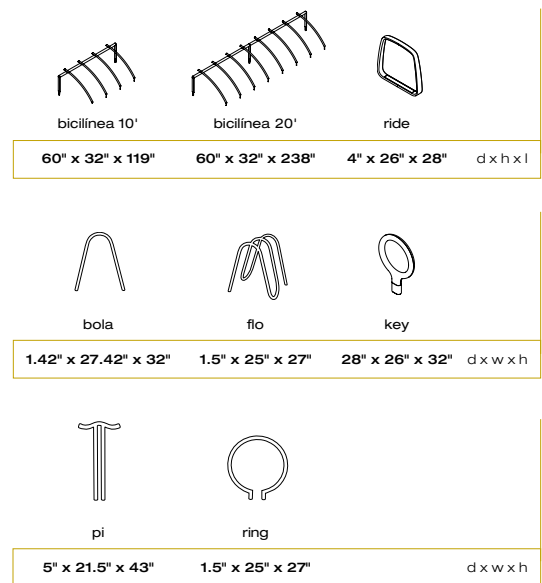 bicilínea 10' bicilínea 20' ride
60" x 32" x 119" 60" x 32" x 238" 4" x 26" x 28" d x h x l
bola flo key
1.42" x 27.42" x 32" 1.5" x 25" x 27" 28" x 26" x 32" d x w x h
pi ring
5" x 21.5" x 43" 1.5" x 25" x 27" d x w x h